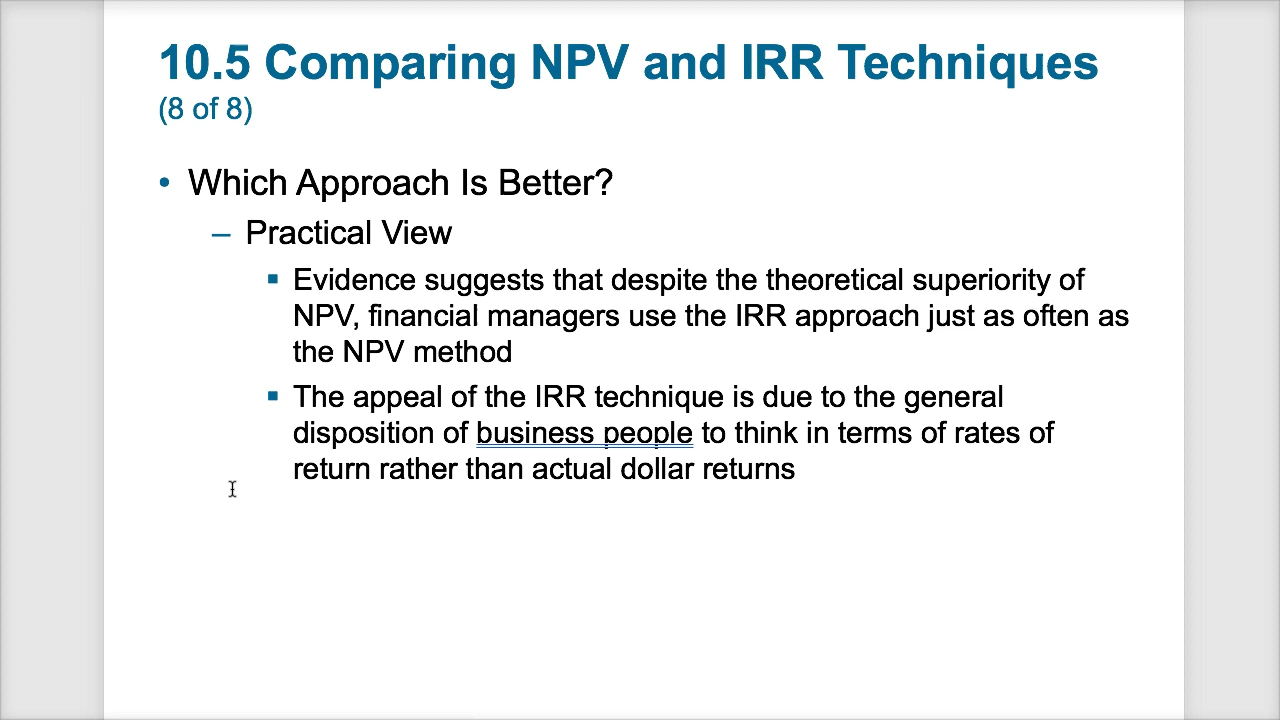 10.5 Comparing NPV and IRR Techniques
(8 of 8)
• Which Approach Is Better?
– Practical View
▪ Evidence suggests that despite the theoretical superiority of
NPV, financial managers use the IRR approach just as often as
the NPV method
▪ The appeal of the IRR technique is due to the general
disposition of business people to think in terms of rates of
return rather than actual dollar returns